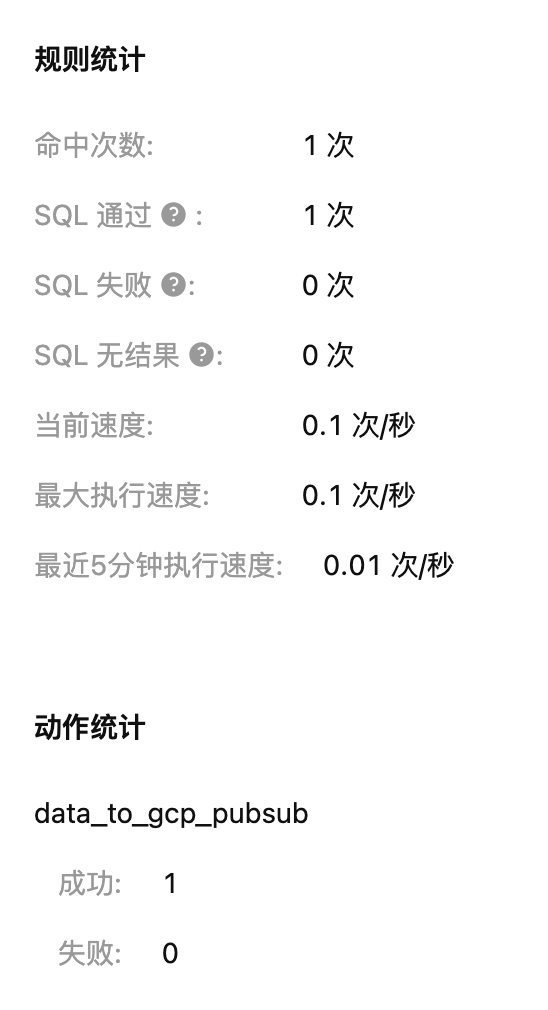 规则统计
命中次数: 1 次
SQL 通过 ? : 1 次
SQL 失败 ?: 0 次
SQL 无结果 ?: 0 次
当前速度: 0.1 次/秒
最大执行速度: 0.1 次/秒
最近5分钟执行速度: 0.01 次/秒
动作统计
data_to_gcp_pubsub
成功: 1
失败: 0